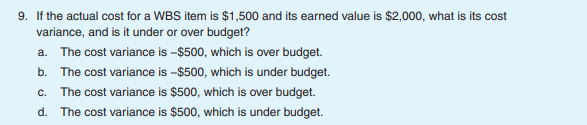 9. If the actual cost for a WBS item is $1,500 and its earned value is $2,000, what is its cost
variance, and is it under or over budget?
a. The cost variance is –$500, which is over budget.
b. The cost variance is –$500, which is under budget.
c. The cost variance is $500, which is over budget.
d. The cost variance is $500, which is under budget.